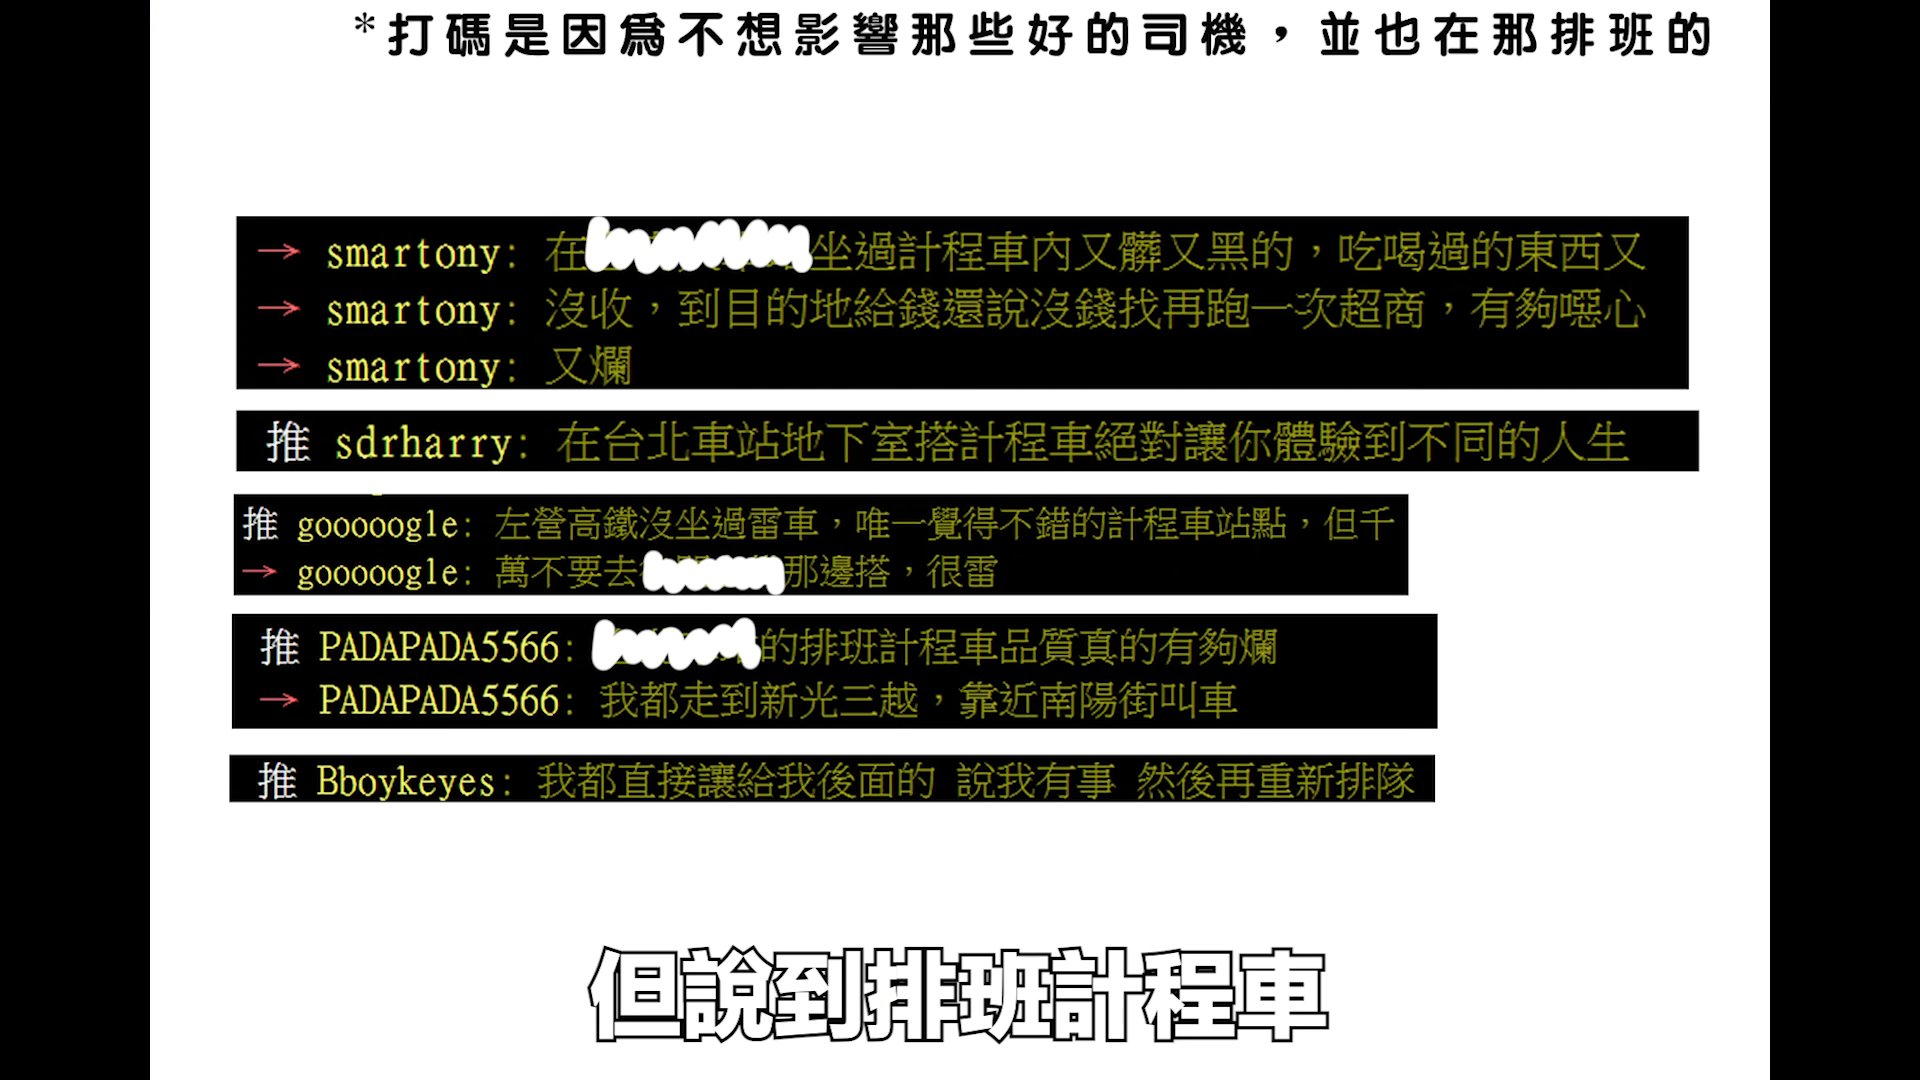 *打碼是因為不想影響那些好的司機，並也在那排班的
→ smartony: 在坐過計程車內又髒又黑的，吃喝過的東西又
→ smartony: 沒收，到目的地給錢還說沒錢找再跑一次超商，有夠噁心
→ smartony: 又爛
推 sdrharry: 在台北車站地下室搭計程車絕對讓你體驗到不同的人生
推 gooooogle: 左營高鐵沒坐過雷車，唯一覺得不錯的計程車站點，但千
→ gooooogle: 萬不要去那邊搭，很雷
推 PADAPADA5566: 的排班計程車品質真的有夠爛
→ PADAPADA5566: 我都走到新光三越，靠近南陽街叫車
推 Bboykeyes: 我都直接讓給我後面的 說我有事 然後再重新排隊
但說到排班計程車